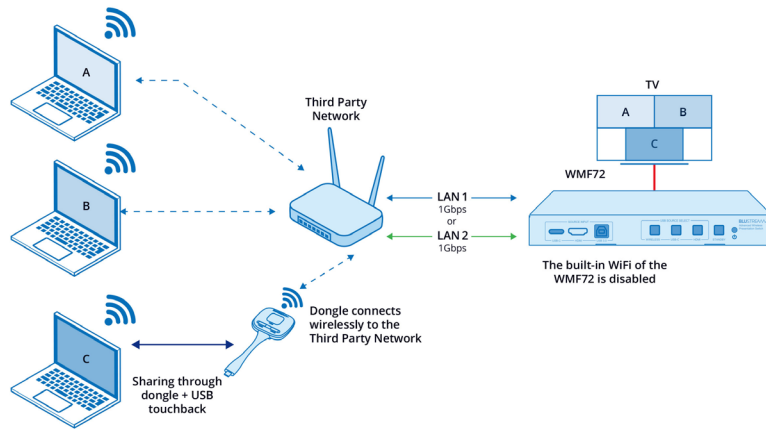 A
B
C
Third Party
Network
Sharing through
dongle + USB
touchback
Dongle connects
wirelessly to the
Third Party Network
LAN 1
1Gbps
or
LAN 2
1Gbps
TV
A B
C
WMF72
The built-in WiFi of the
WMF72 is disabled